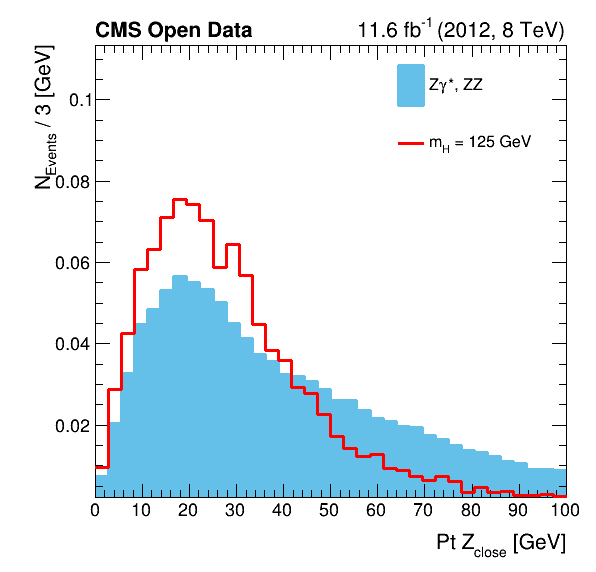 CMS Open Data
11.6 fb⁻¹ (2012, 8 TeV)
N_Events / 3 [GeV]
0.1
0.08
0.06
0.04
0.02
Zγ*, ZZ
m_H = 125 GeV
0 10 20 30 40 50 60 70 80 90 100
Pt Z_close [GeV]